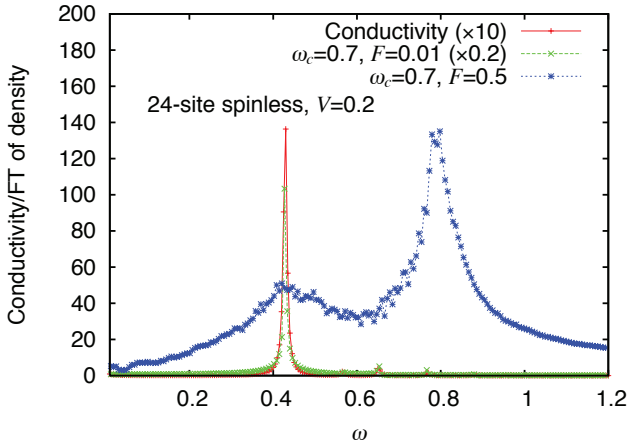 200
180
160
140
120
100
80
60
40
20
0
Conductivity/FT of density
Conductivity (×10)
ω_c=0.7, F=0.01 (×0.2)
ω_c=0.7, F=0.5
24-site spinless, V=0.2
0.2 0.4 0.6 0.8 1 1.2
ω